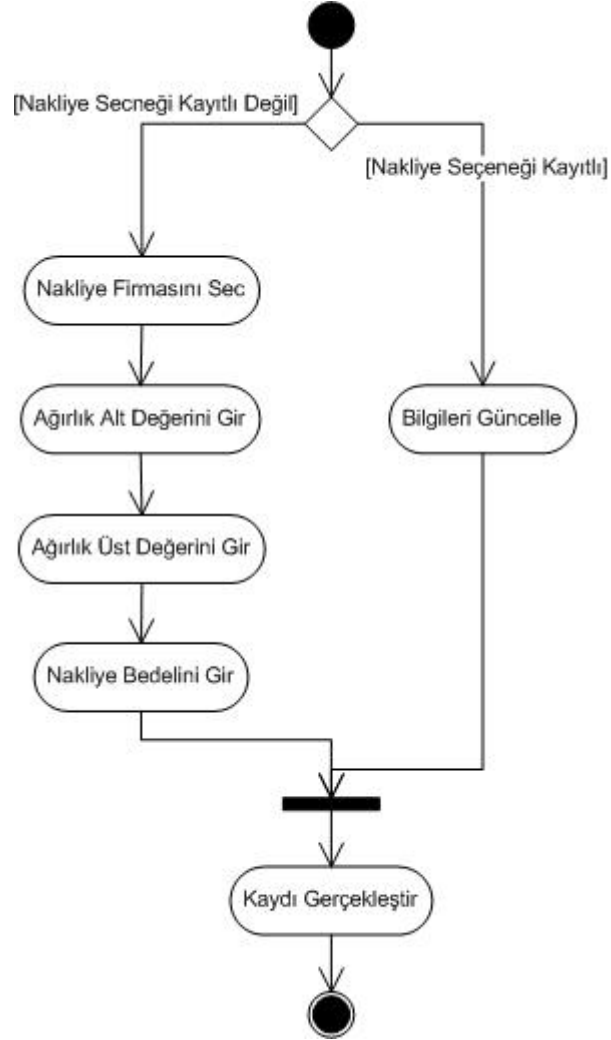 [Nakliye Secneği Kayıtlı Değil]
[Nakliye Seçeneği Kayıtlı]
Nakliye Firmasını Sec
Ağırlık Alt Değerini Gir
Bilgileri Güncelle
Ağırlık Üst Değerini Gir
Nakliye Bedelini Gir
Kaydı Gerçekleştir